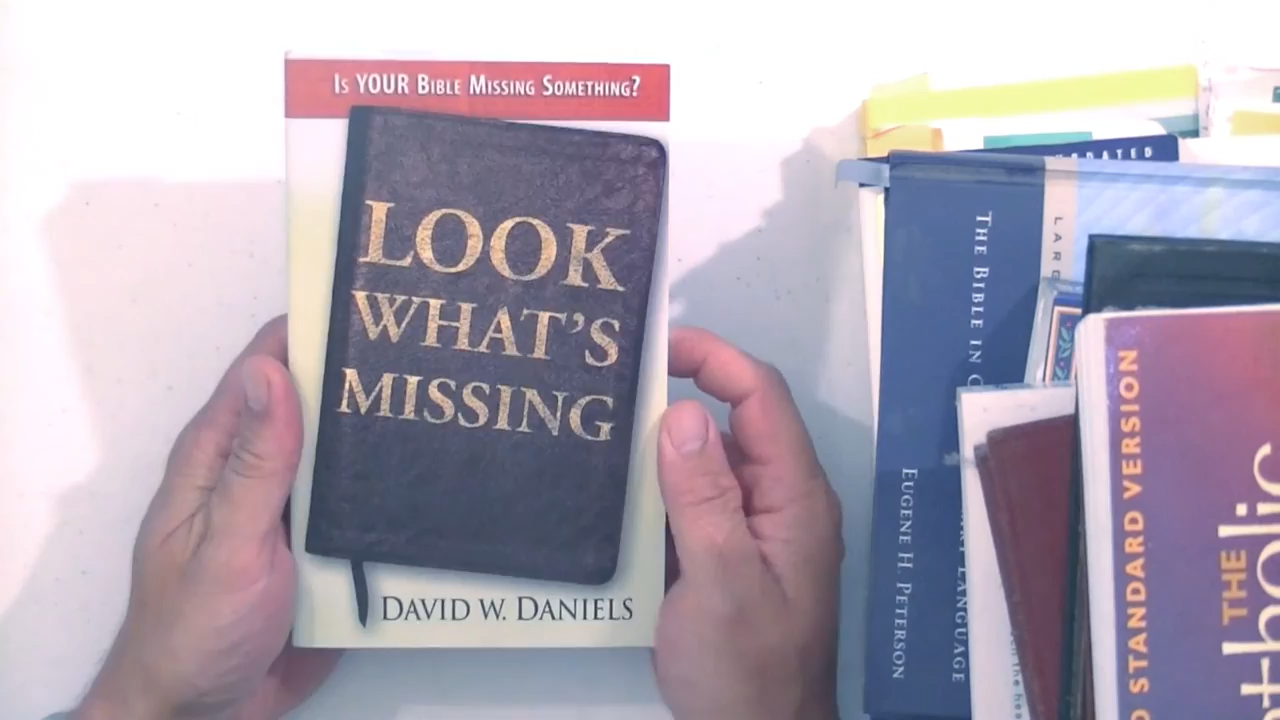 Is YOUR Bible Missing Something?
LOOK
WHAT'S
MISSING
DAVID W. DANIELS
THE BIBLE IN
LANGUAGE
EUGENE H. PETERSON
STANDARD VERSION
THE